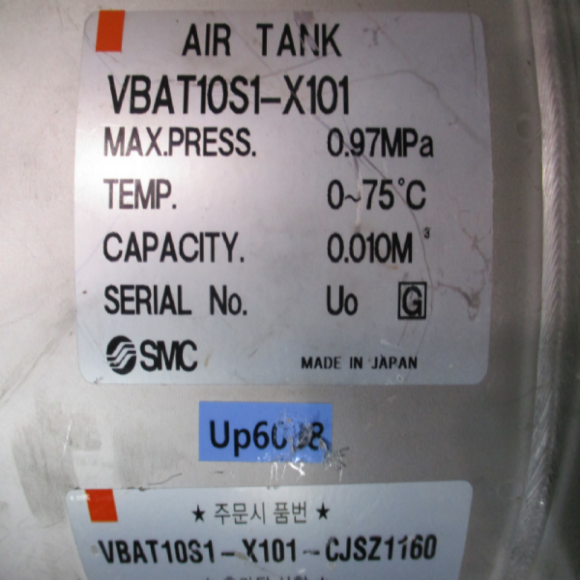 AIR TANK
VBAT10S1-X101
MAX.PRESS. 0.97MPa
TEMP. 0~75°C
CAPACITY. 0.010M³
SERIAL No. Uo G
SMC MADE IN JAPAN
★ 주문시 품번 ★
VBAT10S1-X101-CJSZ1160